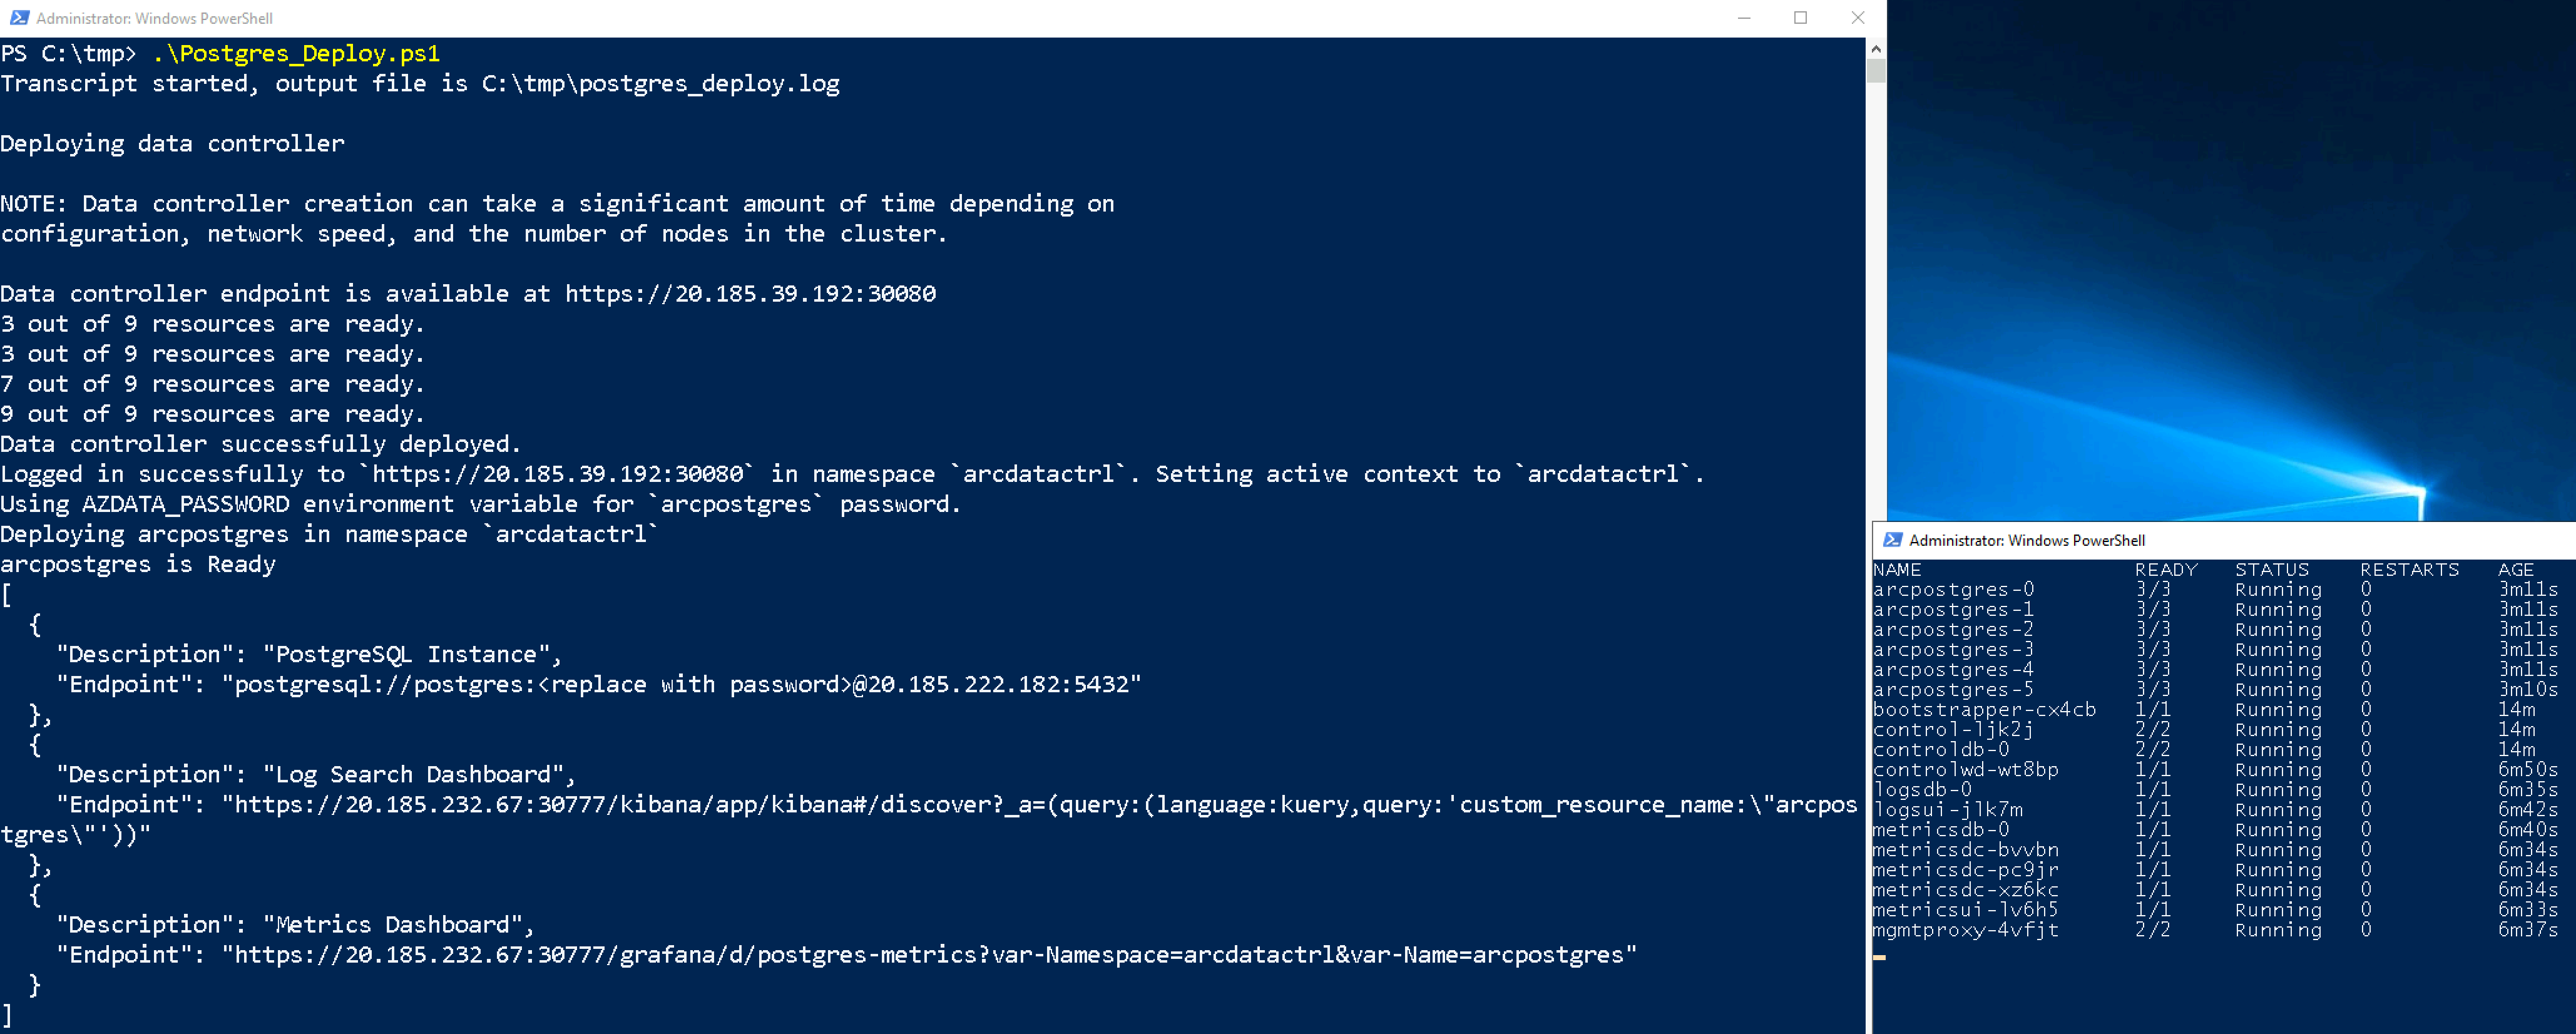 Administrator: Windows PowerShell
PS C:\tmp> .\Postgres_Deploy.ps1
Transcript started, output file is C:\tmp\postgres_deploy.log
Deploying data controller
NOTE: Data controller creation can take a significant amount of time depending on
configuration, network speed, and the number of nodes in the cluster.
Data controller endpoint is available at https://20.185.39.192:30080
3 out of 9 resources are ready.
3 out of 9 resources are ready.
7 out of 9 resources are ready.
9 out of 9 resources are ready.
Data controller successfully deployed.
Logged in successfully to `https://20.185.39.192:30080` in namespace `arcdatactrl`. Setting active context to `arcdatactrl`.
Using AZDATA_PASSWORD environment variable for `arcpostgres` password.
Deploying arcpostgres in namespace `arcdatactrl`
arcpostgres is Ready
[
  {
    "Description": "PostgreSQL Instance",
    "Endpoint": "postgresql://postgres:<replace with password>@20.185.222.182:5432"
  },
  {
    "Description": "Log Search Dashboard",
    "Endpoint": "https://20.185.232.67:30777/kibana/app/kibana#/discover?_a=(query:(language:kuery,query:'custom_resource_name:\"arcpos
tgres\"'))"
  },
  {
    "Description": "Metrics Dashboard",
    "Endpoint": "https://20.185.232.67:30777/grafana/d/postgres-metrics?var-Namespace=arcdatactrl&var-Name=arcpostgres"
  }
]
Administrator: Windows PowerShell
NAME READY STATUS RESTARTS AGE
arcpostgres-0 3/3 Running 0 3m11s
arcpostgres-1 3/3 Running 0 3m11s
arcpostgres-2 3/3 Running 0 3m11s
arcpostgres-3 3/3 Running 0 3m11s
arcpostgres-4 3/3 Running 0 3m11s
arcpostgres-5 3/3 Running 0 3m10s
bootstrapper-cx4cb 1/1 Running 0 14m
control-ljk2j 2/2 Running 0 14m
controldb-0 2/2 Running 0 14m
controlwd-wt8bp 1/1 Running 0 6m50s
logsdb-0 1/1 Running 0 6m35s
logsui-jlk7m 1/1 Running 0 6m42s
metricsdb-0 1/1 Running 0 6m40s
metricsdc-bvvbn 1/1 Running 0 6m34s
metricsdc-pc9jr 1/1 Running 0 6m34s
metricsdc-xz6kc 1/1 Running 0 6m34s
metricsui-lv6h5 1/1 Running 0 6m33s
mgmtproxy-4vfjt 2/2 Running 0 6m37s